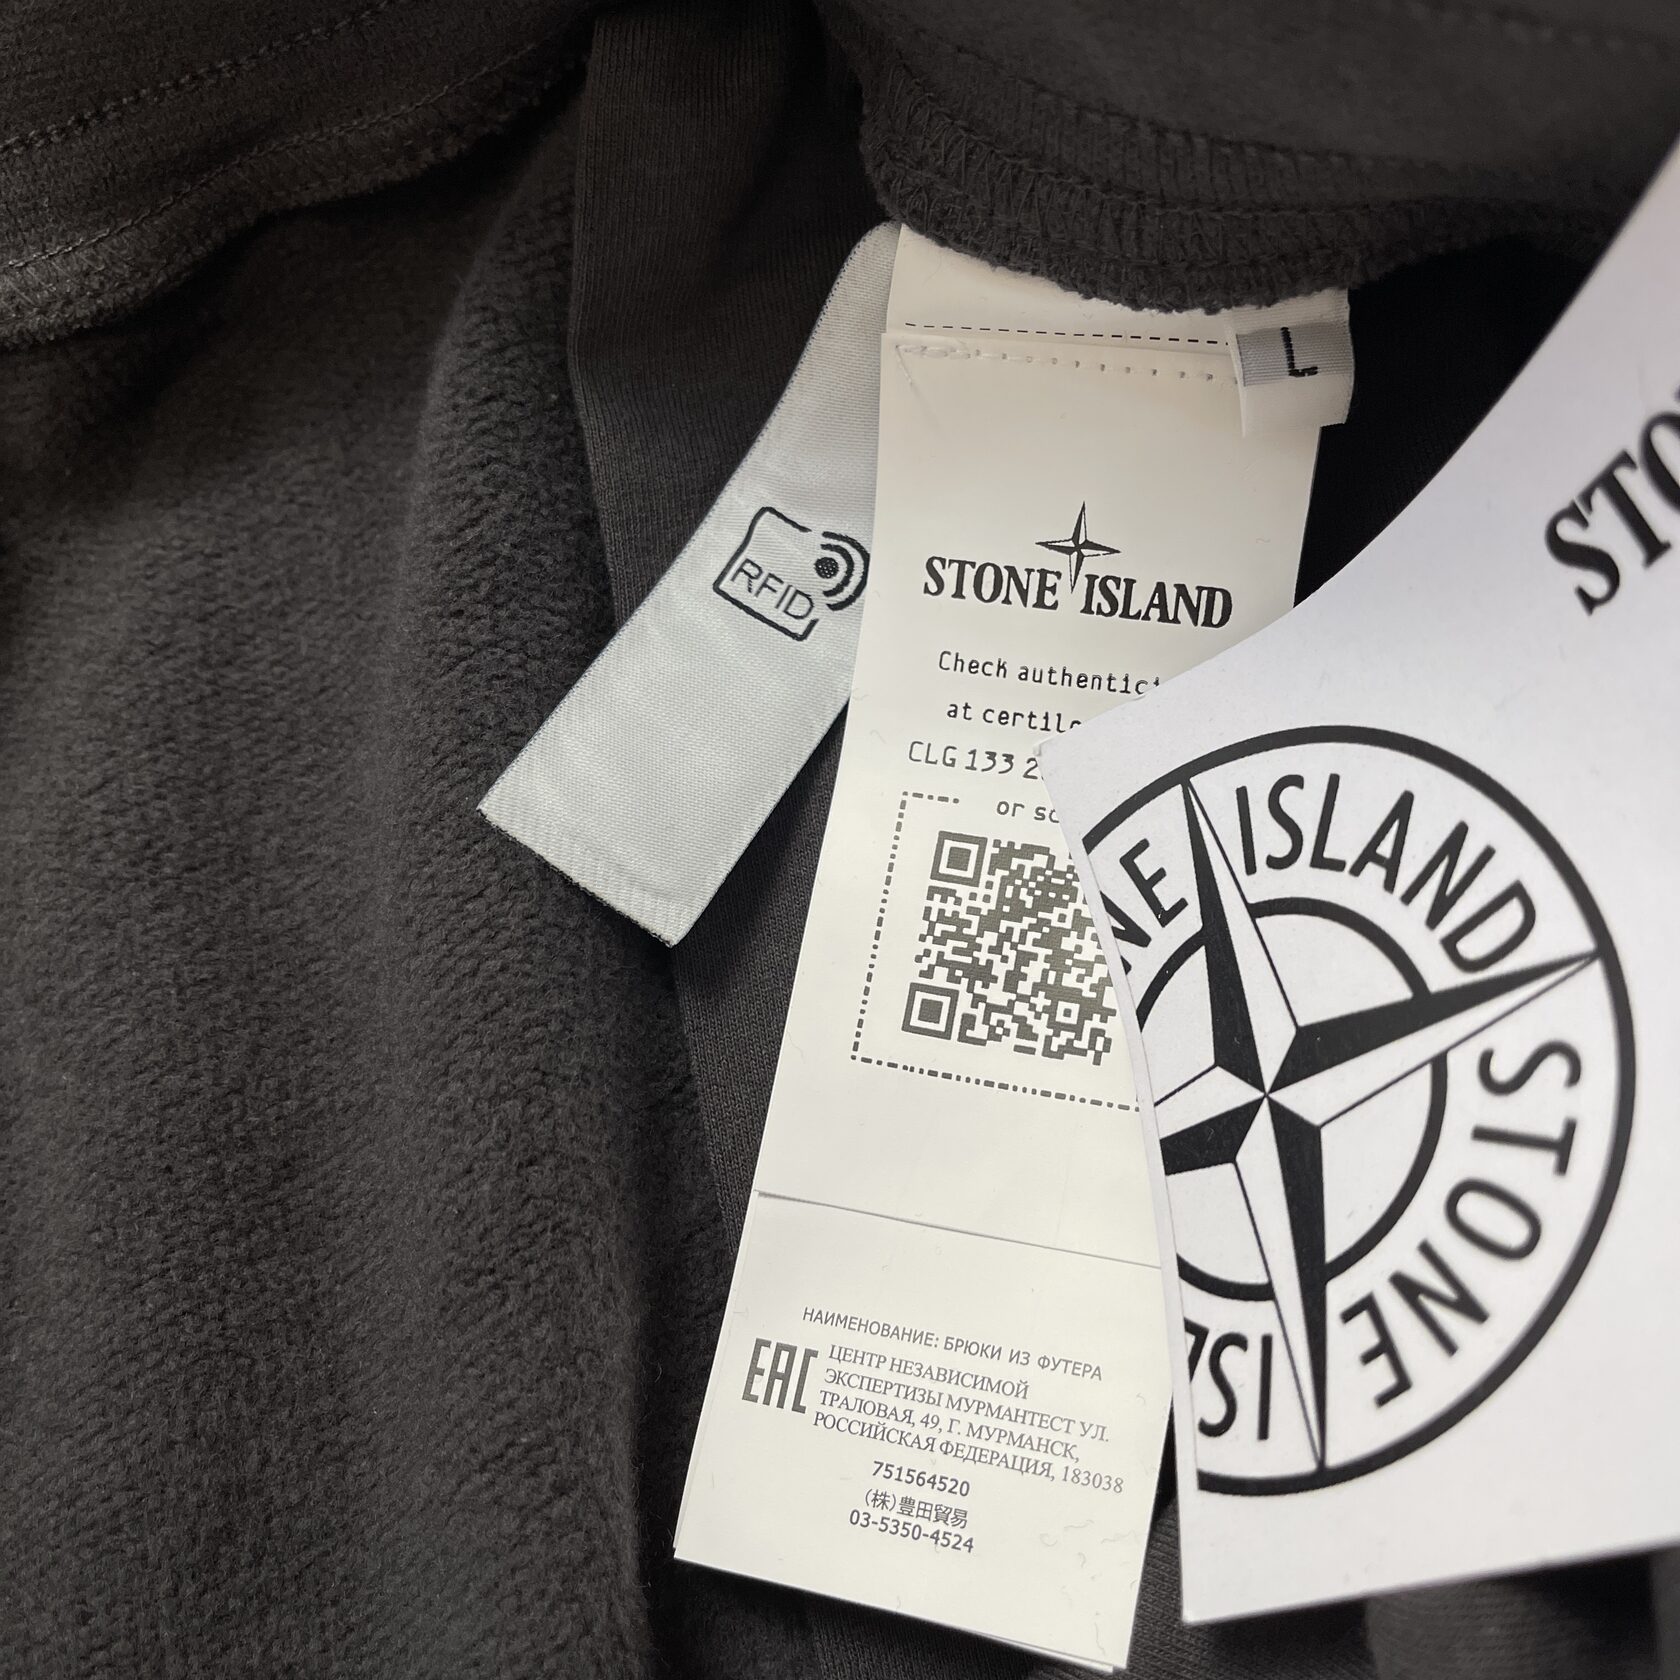 L
RFID
STONE ISLAND
Check authentici
at certilo
CLG 133 2
or sc
НАИМЕНОВАНИЕ: БРЮКИ ИЗ ФУТЕРА
EAC
ЦЕНТР НЕЗАВИСИМОЙ
ЭКСПЕРТИЗЫ МУРМАНТЕСТ УЛ.
ТРАЛОВАЯ, 49, Г. МУРМАНСК,
РОССИЙСКАЯ ФЕДЕРАЦИЯ, 183038
751564520
(株)豊田貿易
03-5350-4524
STO
NE ISLAND STONE ISL